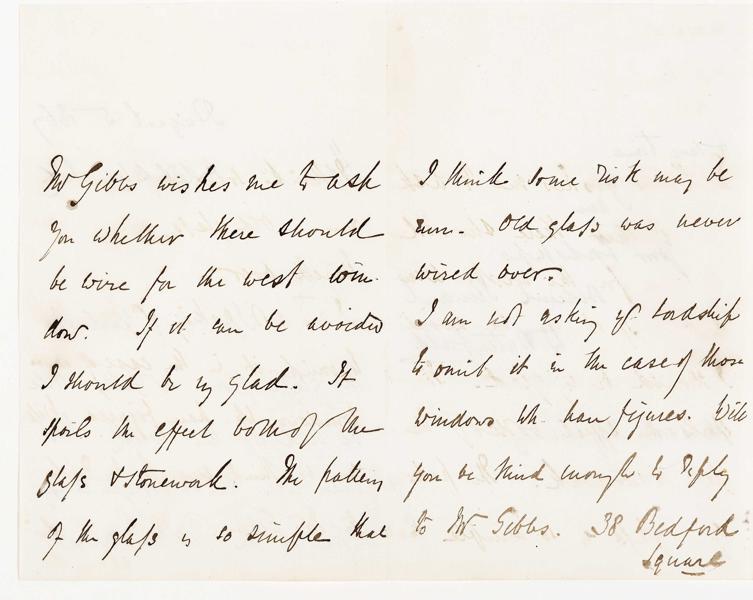 Mr Gibbs wishes me to ask
you whether there should
be wire for the west win-
dow. If it can be avoided
I should be vy glad. It
spoils the effect both of the
glass & stonework. The pattern
of the glass is so simple that
I think some risk may be
run. Old glass was never
wired over.
I am not asking yr Lordship
to omit it in the case of those
windows wh. have figures. Will
you be kind enough to reply
to Mr Gibbs. 38 Bedford
Square